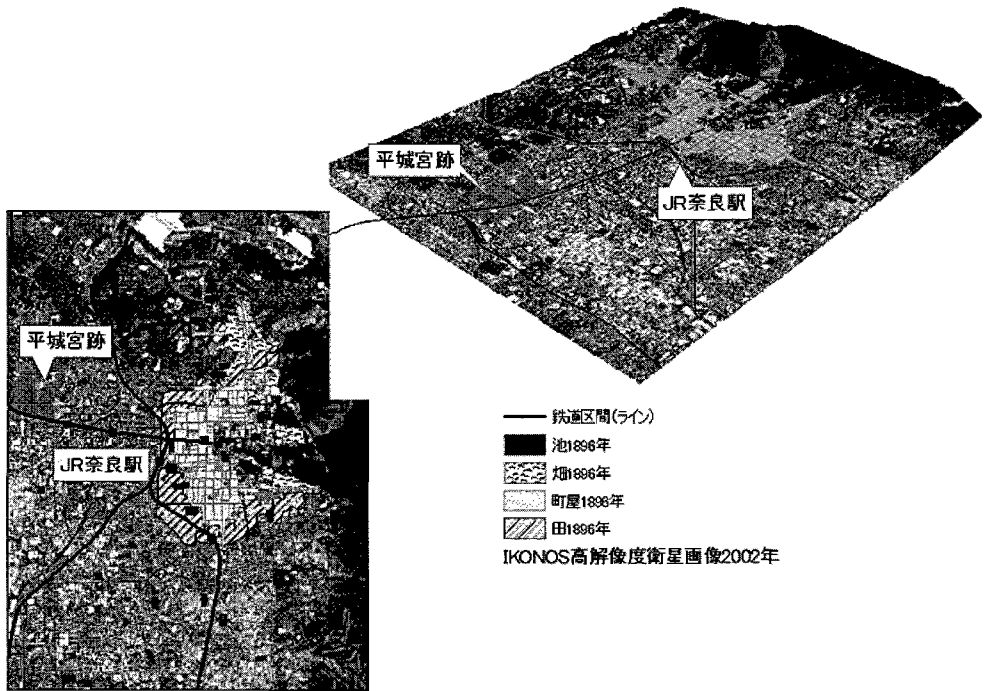 平城宮跡
JR奈良駅
平城宮跡
JR奈良駅
鉄道区間(ライン)
池1896年
畑1896年
町屋1896年
田1896年
IKONOS高解像度衛星画像2002年